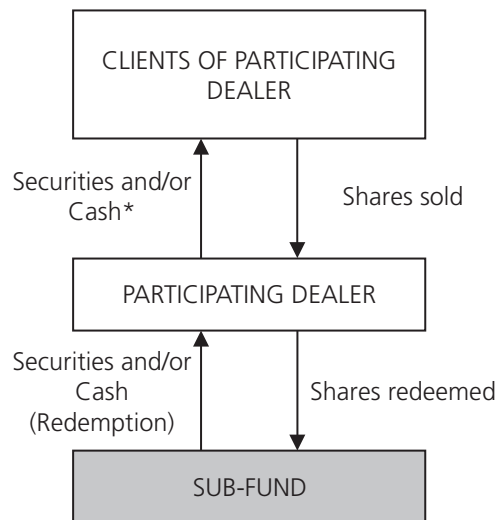 CLIENTS OF PARTICIPATING
DEALER
Securities and/or
Cash*
Shares sold
PARTICIPATING DEALER
Securities and/or
Cash
(Redemption)
Shares redeemed
SUB-FUND